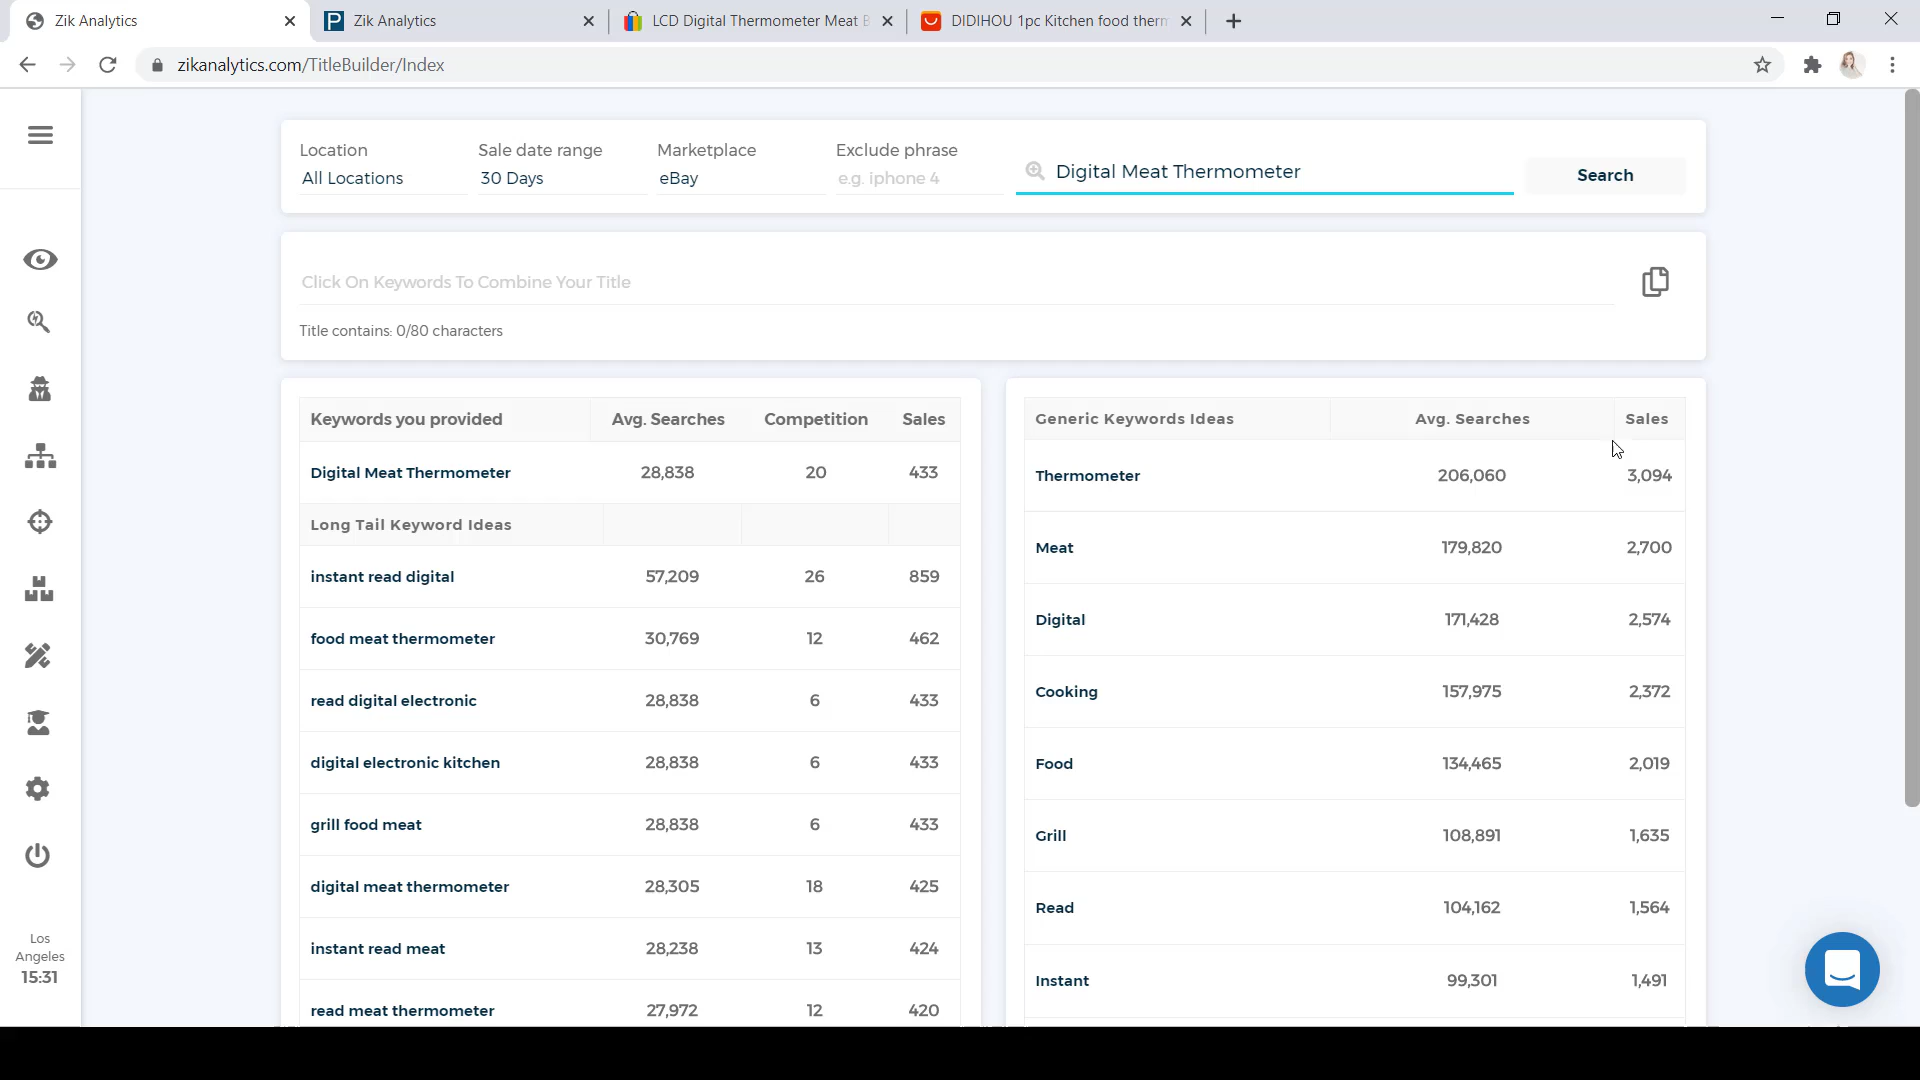 Zik Analytics
Zik Analytics
LCD Digital Thermometer Meat B
DIDIHOU 1pc Kitchen food therm
zikanalytics.com/TitleBuilder/Index
Location
Sale date range
Marketplace
Exclude phrase
All Locations
30 Days
eBay
e.g. iphone 4
Digital Meat Thermometer
Search
Click On Keywords To Combine Your Title
Title contains: 0/80 characters
Keywords you provided Avg. Searches Competition Sales
Digital Meat Thermometer 28,838 20 433
Long Tail Keyword Ideas
instant read digital 57,209 26 859
food meat thermometer 30,769 12 462
read digital electronic 28,838 6 433
digital electronic kitchen 28,838 6 433
grill food meat 28,838 6 433
digital meat thermometer 28,305 18 425
instant read meat 28,238 13 424
read meat thermometer 27,972 12 420
Generic Keywords Ideas Avg. Searches Sales
Thermometer 206,060 3,094
Meat 179,820 2,700
Digital 171,428 2,574
Cooking 157,975 2,372
Food 134,465 2,019
Grill 108,891 1,635
Read 104,162 1,564
Instant 99,301 1,491
Los
Angeles
15:31